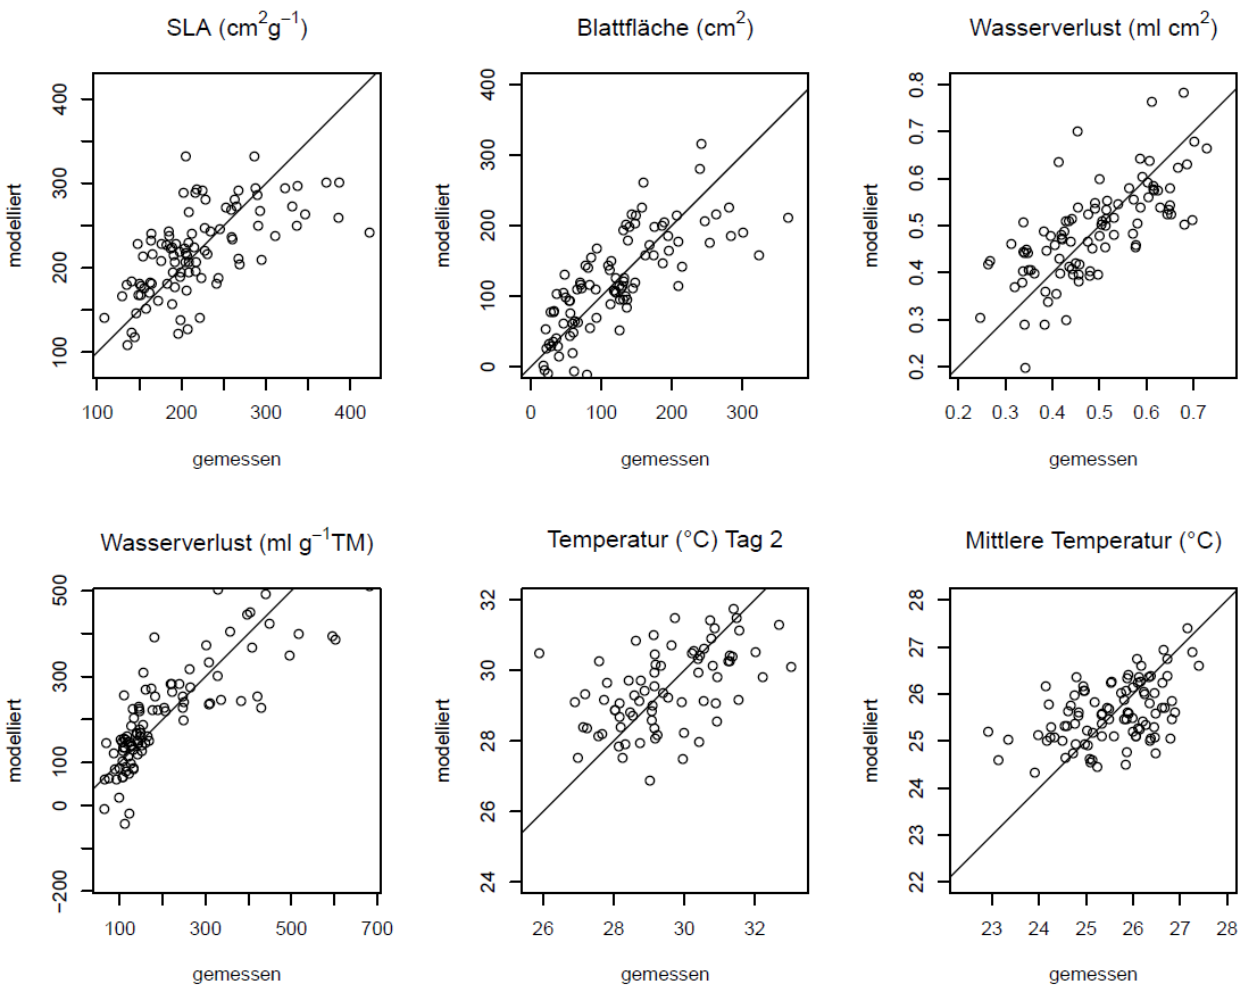 SLA (cm²g⁻¹)
400
300
200
100
modelliert
100 200 300 400
gemessen
Blattfläche (cm²)
400
300
200
100
0
modelliert
0 100 200 300
gemessen
Wasserverlust (ml cm²)
0.8
0.7
0.6
0.5
0.4
0.3
0.2
modelliert
0.2 0.3 0.4 0.5 0.6 0.7
gemessen
Wasserverlust (ml g⁻¹TM)
500
300
100
0
−200
modelliert
100 300 500 700
gemessen
Temperatur (°C) Tag 2
32
30
28
26
24
modelliert
26 28 30 32
gemessen
Mittlere Temperatur (°C)
28
27
26
25
24
23
22
modelliert
23 24 25 26 27 28
gemessen